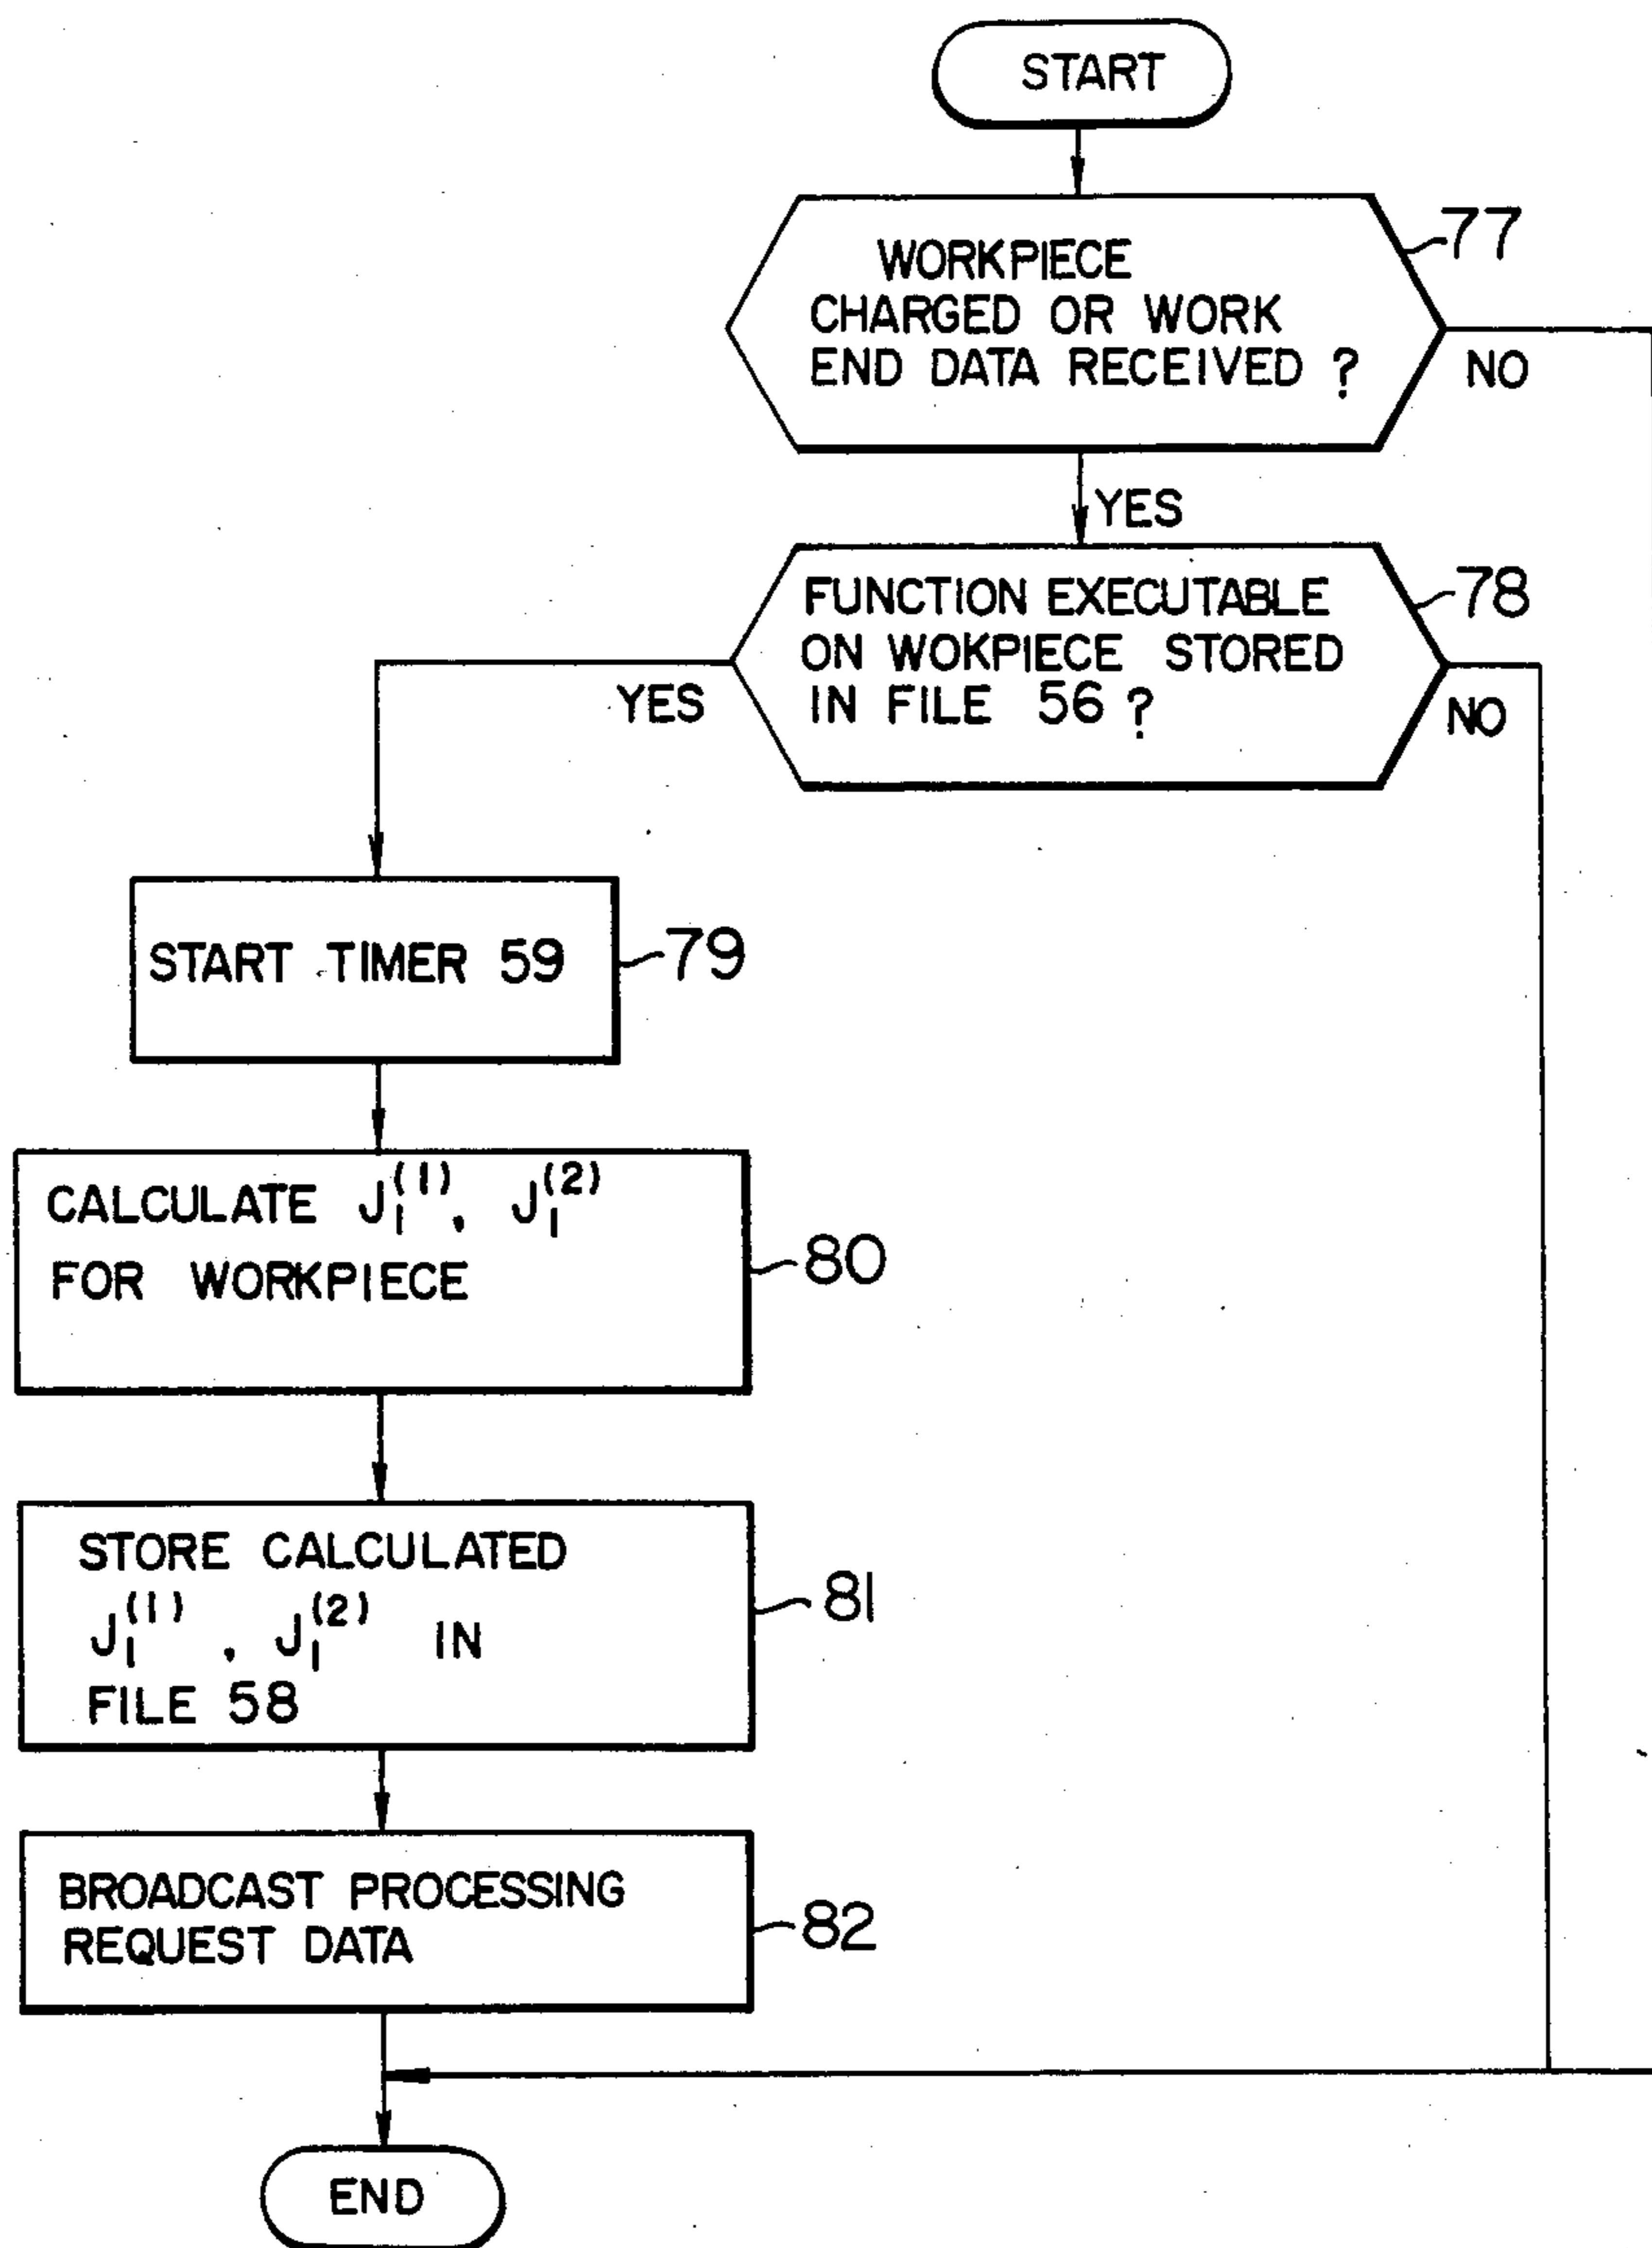 START
WORKPIECE
CHARGED OR WORK
END DATA RECEIVED ?
77
NO
YES
FUNCTION EXECUTABLE
ON WOKPIECE STORED
IN FILE 56 ?
78
YES
NO
START TIMER 59
79
CALCULATE J₁⁽¹⁾, J₁⁽²⁾
FOR WORKPIECE
80
STORE CALCULATED
J₁⁽¹⁾, J₁⁽²⁾ IN
FILE 58
81
BROADCAST PROCESSING
REQUEST DATA
82
END